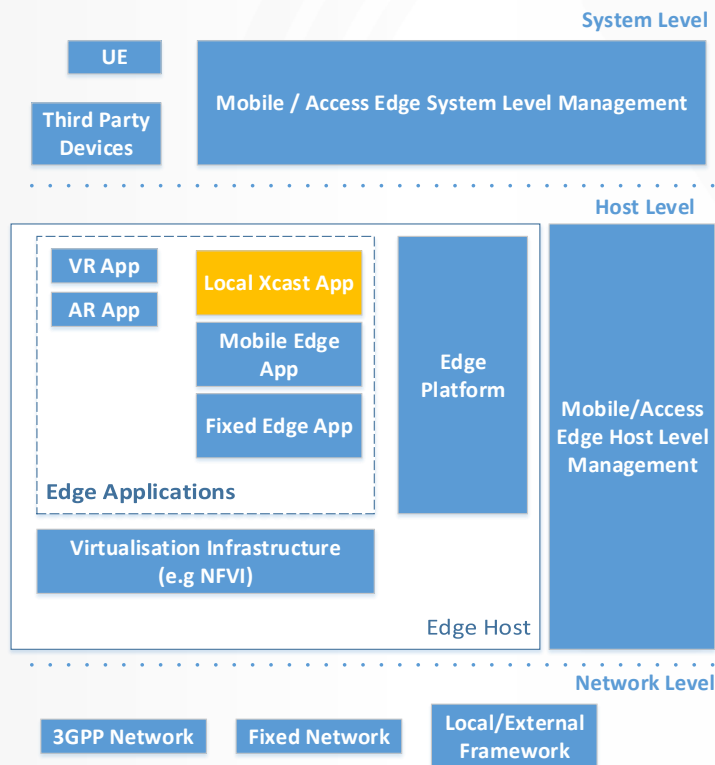 System Level
UE
Mobile / Access Edge System Level Management
Third Party
Devices
Host Level
VR App
AR App
Local Xcast App
Mobile Edge
App
Fixed Edge App
Edge Applications
Edge
Platform
Mobile/Access
Edge Host Level
Management
Virtualisation Infrastructure
(e.g NFVI)
Edge Host
Network Level
3GPP Network
Fixed Network
Local/External
Framework